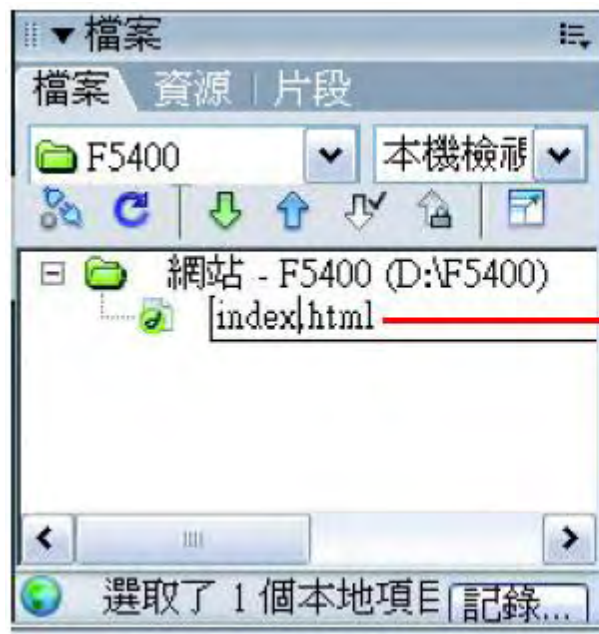 ▼檔案
檔案 資源 片段
F5400 本機檢視
網站 - F5400 (D:\F5400)
index.html
選取了 1 個本地項目 記錄...